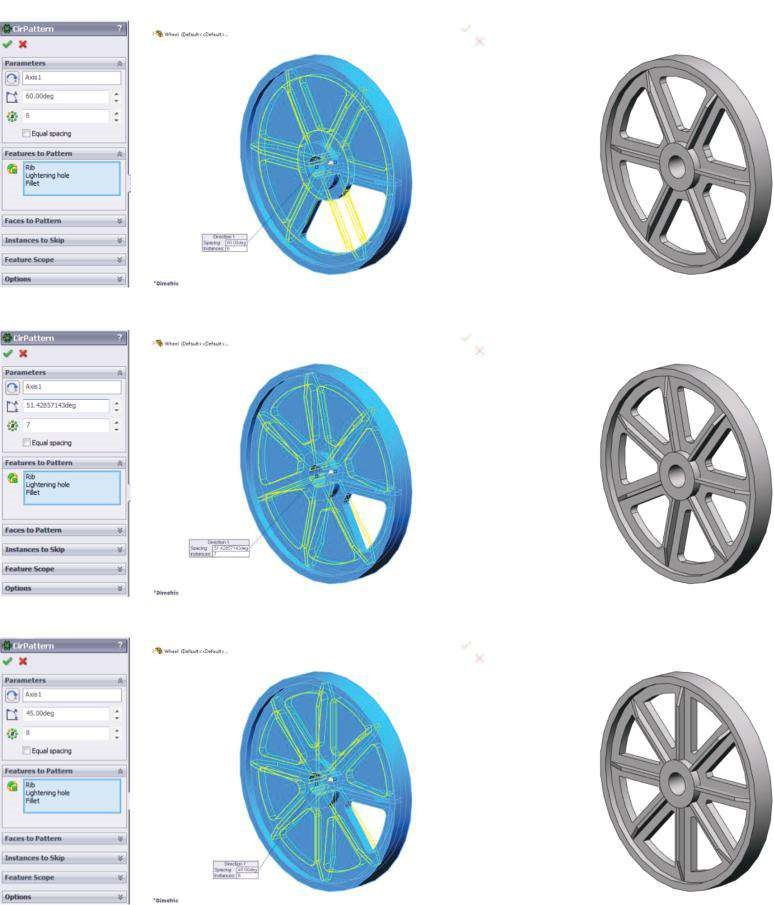 CirPattern ?
Wheel (Default< <Default>...
Parameters
Axis1
60.00deg
6
Equal spacing
Features to Pattern
Rib
Lightening hole
Fillet
Direction 1
Spacing: 60.00deg
Instances: 6
Faces to Pattern
Instances to Skip
Feature Scope
Options
*Dimetric
CirPattern ?
Wheel (Default< <Default>...
Parameters
Axis1
51.42857143deg
7
Equal spacing
Features to Pattern
Rib
Lightening hole
Fillet
Faces to Pattern
Direction 1
Spacing: 51.42857143deg
Instances: 7
Instances to Skip
Feature Scope
Options
*Dimetric
CirPattern ?
Wheel (Default< <Default>...
Parameters
Axis1
45.00deg
8
Equal spacing
Features to Pattern
Rib
Lightening hole
Fillet
Faces to Pattern
Instances to Skip
Direction 1
Spacing: 45.00deg
Instances: 8
Feature Scope
Options
*Dimetric